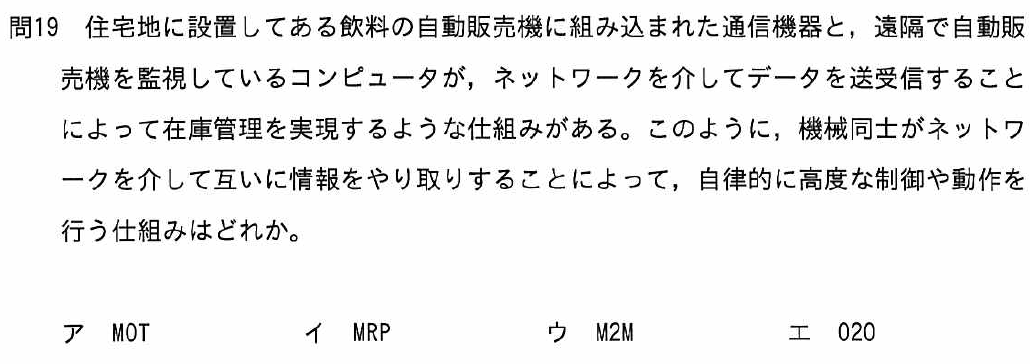 問19 住宅地に設置してある飲料の自動販売機に組み込まれた通信機器と，遠隔で自動販
売機を監視しているコンピュータが，ネットワークを介してデータを送受信すること
によって在庫管理を実現するような仕組みがある。このように，機械同士がネットワ
ークを介して互いに情報をやり取りすることによって，自律的に高度な制御や動作を
行う仕組みはどれか。
ア MOT イ MRP ウ M2M エ O2O